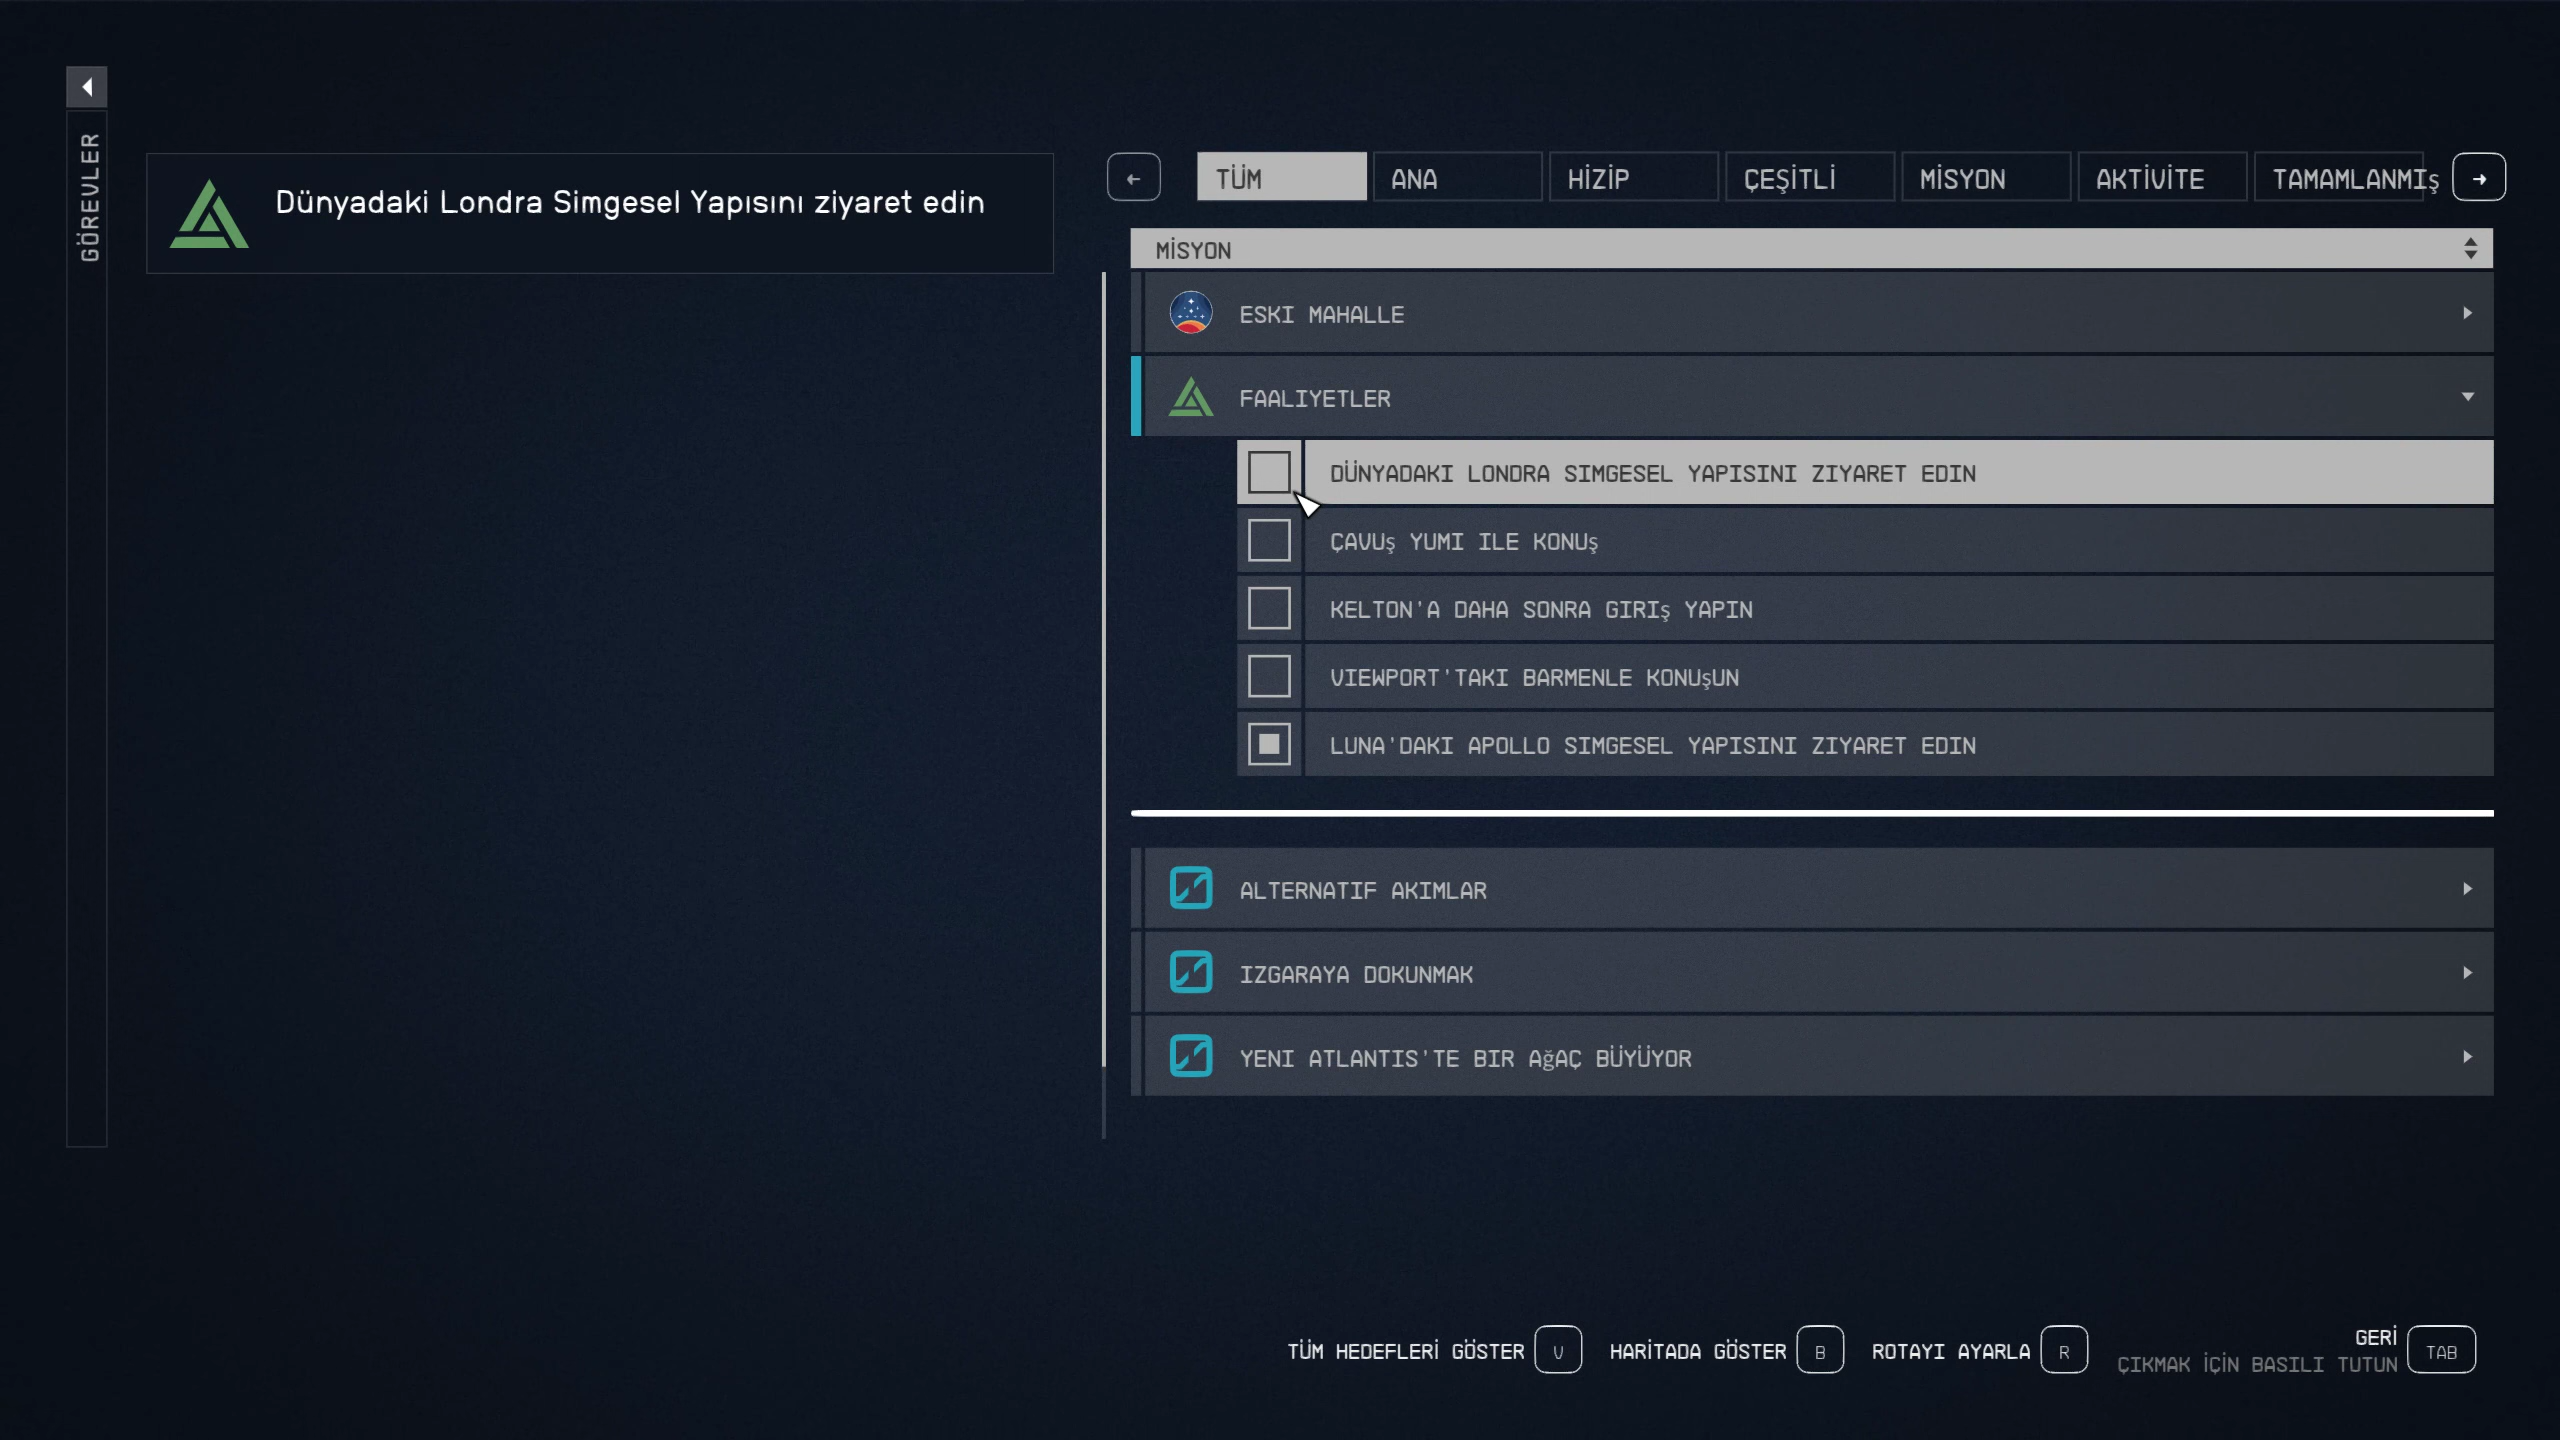 GÖREVLER
Dünyadaki Londra Simgesel Yapısını ziyaret edin
TÜM
ANA
HİZİP
ÇEŞİTLİ
MİSYON
AKTİVİTE
TAMAMLANMIş
MİSYON
ESKI MAHALLE
FAALIYETLER
DÜNYADAKI LONDRA SIMGESEL YAPISINI ZIYARET EDIN
ÇAVUş YUMI ILE KONUş
KELTON'A DAHA SONRA GIRIş YAPIN
VIEWPORT'TAKI BARMENLE KONUşUN
LUNA'DAKI APOLLO SIMGESEL YAPISINI ZIYARET EDIN
ALTERNATIF AKIMLAR
IZGARAYA DOKUNMAK
YENI ATLANTIS'TE BIR AğAÇ BÜYÜYOR
TÜM HEDEFLERİ GÖSTER V
HARİTADA GÖSTER B
ROTAYI AYARLA R
GERİ
ÇIKMAK İÇİN BASILI TUTUN TAB